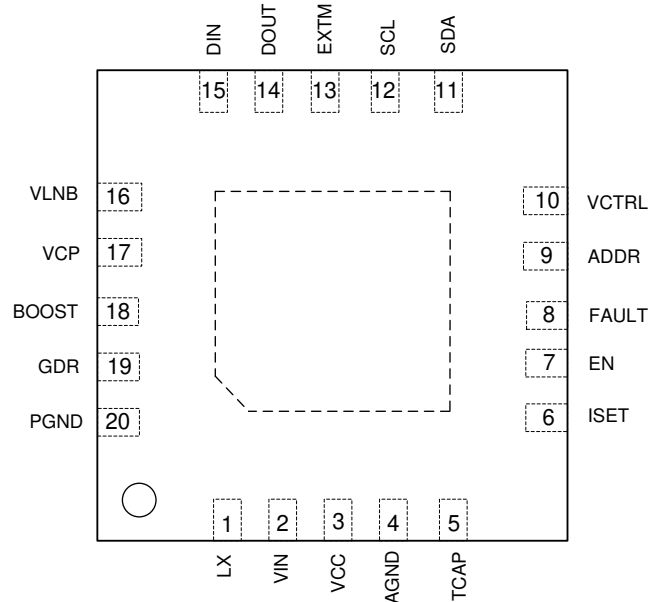 DIN
DOUT
EXTM
SCL
SDA
15
14
13
12
11
VLNB
16
10
VCTRL
VCP
17
9
ADDR
BOOST
18
8
FAULT
GDR
19
7
EN
PGND
20
6
ISET
1
2
3
4
5
LX
VIN
VCC
AGND
TCAP